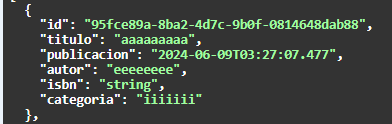 {
"id": "95fce89a-8ba2-4d7c-9b0f-0814648dab88",
"titulo": "aaaaaaaaa",
"publicacion": "2024-06-09T03:27:07.477",
"autor": "eeeeeeee",
"isbn": "string",
"categoria": "iiiiiii"
},